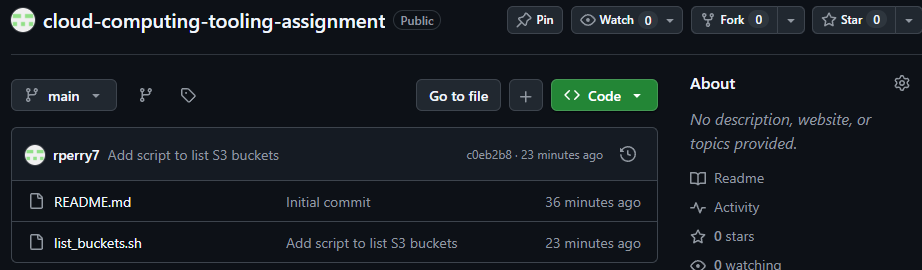 cloud-computing-tooling-assignment Public Pin Watch 0 Fork 0 Star 0
main Go to file + Code
About
No description, website, or
topics provided.
rperry7 Add script to list S3 buckets c0eb2b8 · 23 minutes ago
README.md Initial commit 36 minutes ago
list_buckets.sh Add script to list S3 buckets 23 minutes ago
Readme
Activity
0 stars
0 watching